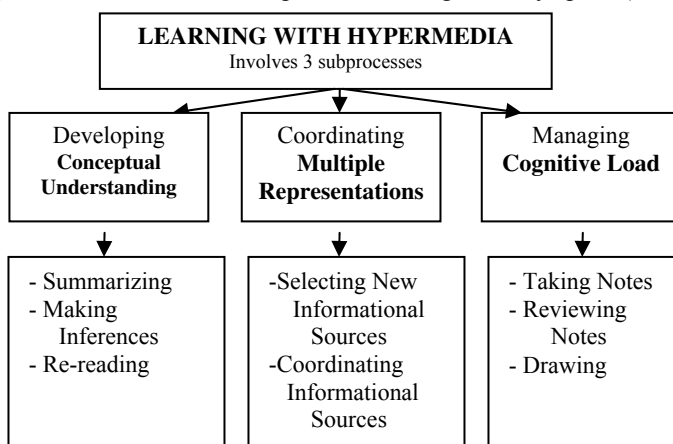 LEARNING WITH HYPERMEDIA
Involves 3 subprocesses
Developing
Conceptual
Understanding
Coordinating
Multiple
Representations
Managing
Cognitive Load
- Summarizing
- Making
Inferences
- Re-reading
-Selecting New
Informational
Sources
-Coordinating
Informational
Sources
- Taking Notes
- Reviewing
Notes
- Drawing